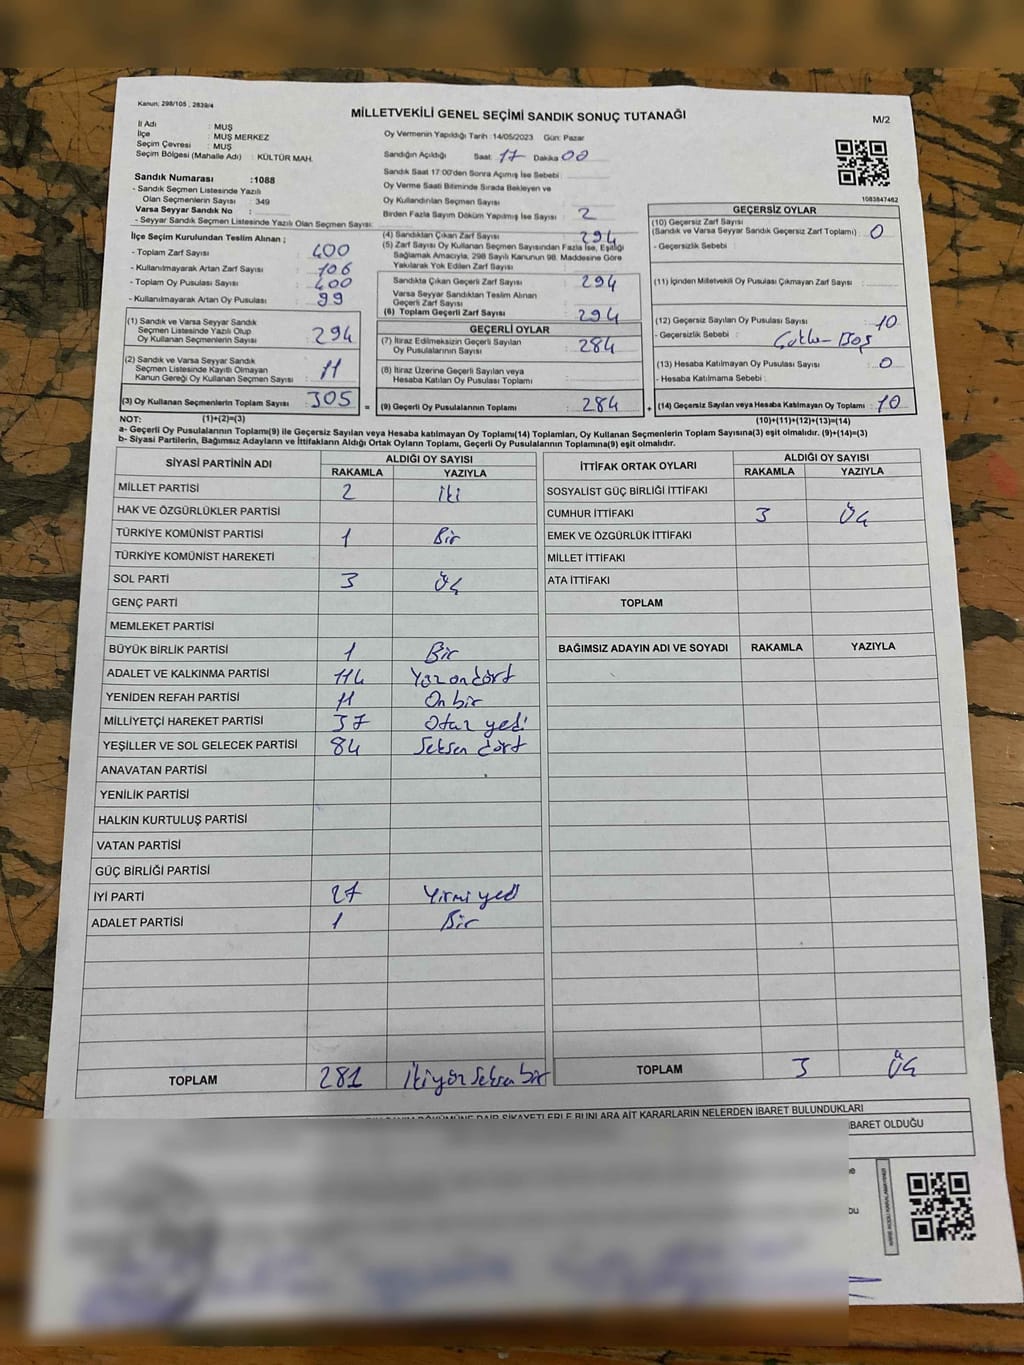 Kanun: 298/105 ; 2839/4
MİLLETVEKİLİ GENEL SEÇİMİ SANDIK SONUÇ TUTANAĞI
M/2
İl Adı : MUŞ
İlçe : MUŞ MERKEZ
Seçim Çevresi : MUŞ
Seçim Bölgesi (Mahalle Adı) : KÜLTÜR MAH.
Sandık Numarası :1088
- Sandık Seçmen Listesinde Yazılı
Olan Seçmenlerin Sayısı : 349
Varsa Seyyar Sandık No :
- Seyyar Sandık Seçmen Listesinde Yazılı Olan Seçmen Sayısı:
Oy Vermenin Yapıldığı Tarih :14/05/2023 Gün: Pazar
Sandığın Açıldığı Saat: 17 Dakika 00
Sandık Saat 17:00'den Sonra Açımış İse Sebebi :
Oy Verme Saati Bitiminde Sırada Bekleyen ve
Oy Kullandırılan Seçmen Sayısı :
Birden Fazla Sayım Döküm Yapılmış İse Sayısı : 2
1083847462
İlçe Seçim Kurulundan Teslim Alınan ;
- Toplam Zarf Sayısı : 400
- Kullanılmayarak Artan Zarf Sayısı : 106
- Toplam Oy Pusulası Sayısı : 400
- Kullanılmayarak Artan Oy Pusulası : 99
(1) Sandık ve Varsa Seyyar Sandık
Seçmen Listesinde Yazılı Olup
Oy Kullanan Seçmenlerin Sayısı : 294
(2) Sandık ve Varsa Seyyar Sandık
Seçmen Listesinde Kayıtlı Olmayan
Kanun Gereği Oy Kullanan Seçmen Sayısı : 11
(3) Oy Kullanan Seçmenlerin Toplam Sayısı : 305
(4) Sandıktan Çıkan Zarf Sayısı : 294
(5) Zarf Sayısı Oy Kullanan Seçmen Sayısından Fazla İse, Eşitliği
Sağlamak Amacıyla, 298 Sayılı Kanunun 98. Maddesine Göre
Yakılarak Yok Edilen Zarf Sayısı :
Sandıkta Çıkan Geçerli Zarf Sayısı : 294
Varsa Seyyar Sandıktan Teslim Alınan
Geçerli Zarf Sayısı :
(6) Toplam Geçerli Zarf Sayısı : 294
GEÇERLİ OYLAR
(7) İtiraz Edilmeksizin Geçerli Sayılan
Oy Pusulalarının Sayısı : 284
(8) İtiraz Üzerine Geçerli Sayılan veya
Hesaba Katılan Oy Pusulası Toplamı :
= (9) Geçerli Oy Pusulalarının Toplamı : 284
GEÇERSİZ OYLAR
(10) Geçersiz Zarf Sayısı
(Sandık ve Varsa Seyyar Sandık Geçersiz Zarf Toplamı) : 0
- Geçersizlik Sebebi :
(11) İçinden Milletvekili Oy Pusulası Çıkmayan Zarf Sayısı :
(12) Geçersiz Sayılan Oy Pusulası Sayısı : 10
- Geçersizlik Sebebi : Boş
(13) Hesaba Katılmayan Oy Pusulası Sayısı : 0
- Hesaba Katılmama Sebebi :
+ (14) Geçersiz Sayılan veya Hesaba Katılmayan Oy Toplamı : 10
NOT: (1)+(2)=(3) (10)+(11)+(12)+(13)=(14)
a- Geçerli Oy Pusulalarının Toplamı(9) ile Geçersiz Sayılan veya Hesaba katılmayan Oy Toplamı(14) Toplamları, Oy Kullanan Seçmenlerin Toplam Sayısına(3) eşit olmalıdır. (9)+(14)=(3)
b- Siyasi Partilerin, Bağımsız Adayların ve İttifakların Aldığı Ortak Oyların Toplamı, Geçerli Oy Pusulalarının Toplamına(9) eşit olmalıdır.
SİYASİ PARTİNİN ADI ALDIĞI OY SAYISI
RAKAMLA YAZIYLA
MİLLET PARTİSİ 2 iki
HAK VE ÖZGÜRLÜKLER PARTİSİ
TÜRKİYE KOMÜNİST PARTİSİ 1 Bir
TÜRKİYE KOMÜNİST HAREKETİ
SOL PARTİ 3 Üç
GENÇ PARTİ
MEMLEKET PARTİSİ
BÜYÜK BİRLİK PARTİSİ 1 Bir
ADALET VE KALKINMA PARTİSİ 114 Yüz on dört
YENİDEN REFAH PARTİSİ 11 On bir
MİLLİYETÇİ HAREKET PARTİSİ 37 Otuz yedi
YEŞİLLER VE SOL GELECEK PARTİSİ 84 Seksen dört
ANAVATAN PARTİSİ
YENİLİK PARTİSİ
HALKIN KURTULUŞ PARTİSİ
VATAN PARTİSİ
GÜÇ BİRLİĞİ PARTİSİ
İYİ PARTİ 27 Yirmi yedi
ADALET PARTİSİ 1 Bir
TOPLAM 281 İkiyüz Seksen bir
İTTİFAK ORTAK OYLARI ALDIĞI OY SAYISI
RAKAMLA YAZIYLA
SOSYALİST GÜÇ BİRLİĞİ İTTİFAKI
CUMHUR İTTİFAKI 3 Üç
EMEK VE ÖZGÜRLÜK İTTİFAKI
MİLLET İTTİFAKI
ATA İTTİFAKI
TOPLAM
BAĞIMSIZ ADAYIN ADI VE SOYADI RAKAMLA YAZIYLA
TOPLAM 3 Üç
DÖKÜMÜNE DAİR ŞİKAYETLERLE BUNLARA AİT KARARLARIN NELERDEN İBARET BULUNDUKLARI
İBARET OLDUĞU